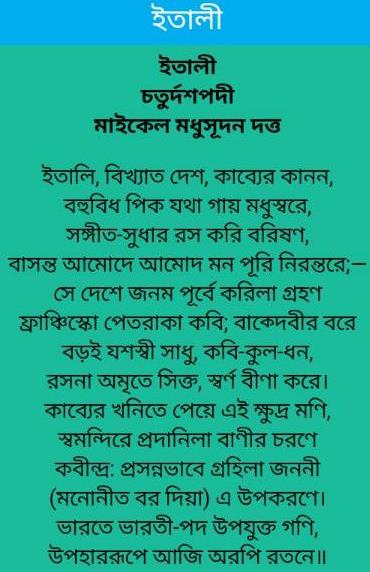 ইতালী
ইতালী
চতুর্দশপদী
মাইকেল মধুসূদন দত্ত
ইতালি, বিখ্যাত দেশ, কাব্যের কানন,
বহুবিধ পিক যথা গায় মধুস্বরে,
সঙ্গীত-সুধার রস করি বরিষণ,
বাসন্ত আমোদে আমোদ মন পূরি নিরন্তরে;—
সে দেশে জনম পূর্বে করিলা গ্রহণ
ফ্রাঞ্চিস্কো পেতরাকা কবি; বাকেদবীর বরে
বড়ই যশস্বী সাধু, কবি-কুল-ধন,
রসনা অমৃতে সিক্ত, স্বর্ণ বীণা করে।
কাব্যের খনিতে পেয়ে এই ক্ষুদ্র মণি,
স্বমন্দিরে প্রদানিলা বাণীর চরণে
কবীন্দ্র: প্রসন্নভাবে গ্রহিলা জননী
(মনোনীত বর দিয়া) এ উপকরণে।
ভারতে ভারতী-পদ উপযুক্ত গণি,
উপহাররূপে আজি অরপি রতনে॥